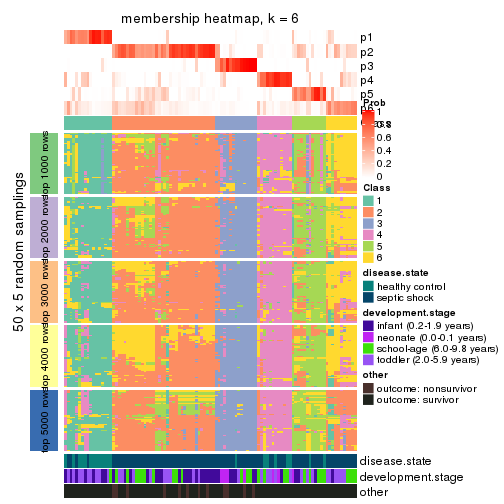 membership heatmap, k = 6
p1
p2
p3
p4
p5
p6
Class
Prob
1
0.8
0.6
0.4
0.2
0
Class
1
2
3
4
5
6
disease.state
healthy control
septic shock
development.stage
infant (0.2-1.9 years)
neonate (0.0-0.1 years)
school-age (6.0-9.8 years)
toddler (2.0-5.9 years)
other
outcome: nonsurvivor
outcome: survivor
50 x 5 random samplings
top 1000 rows
top 2000 rows
top 3000 rows
top 4000 rows
top 5000 rows
disease.state
development.stage
other